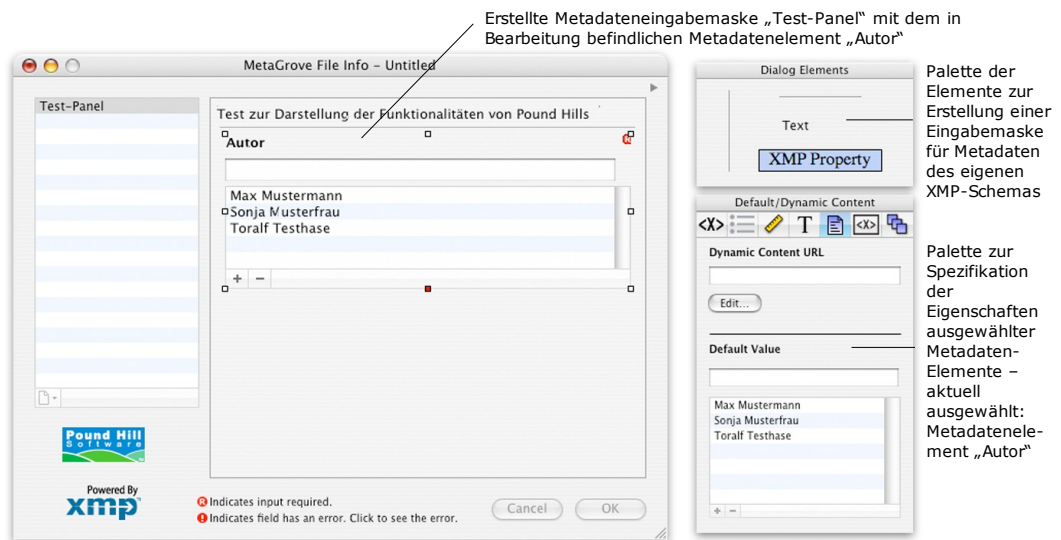 Erstellte Metadateneingabemaske „Test-Panel“ mit dem in
Bearbeitung befindlichen Metadatenelement „Autor“
MetaGrove File Info – Untitled
Test-Panel
Test zur Darstellung der Funktionalitäten von Pound Hills
Autor
R
Max Mustermann
Sonja Musterfrau
Toralf Testhase
+ −
Pound Hill
Software
Powered By
xmp
R Indicates input required.
! Indicates field has an error. Click to see the error.
Cancel
OK
Dialog Elements
Text
XMP Property
Palette der
Elemente zur
Erstellung einer
Eingabemaske
für Metadaten
des eigenen
XMP-Schemas
Default/Dynamic Content
<X>
T
<X>
Dynamic Content URL
Edit...
Default Value
Max Mustermann
Sonja Musterfrau
Toralf Testhase
+ −
Palette zur
Spezifikation
der
Eigenschaften
ausgewählter
Metadaten-
Elemente –
aktuell
ausgewählt:
Metadatenele-
ment „Autor“